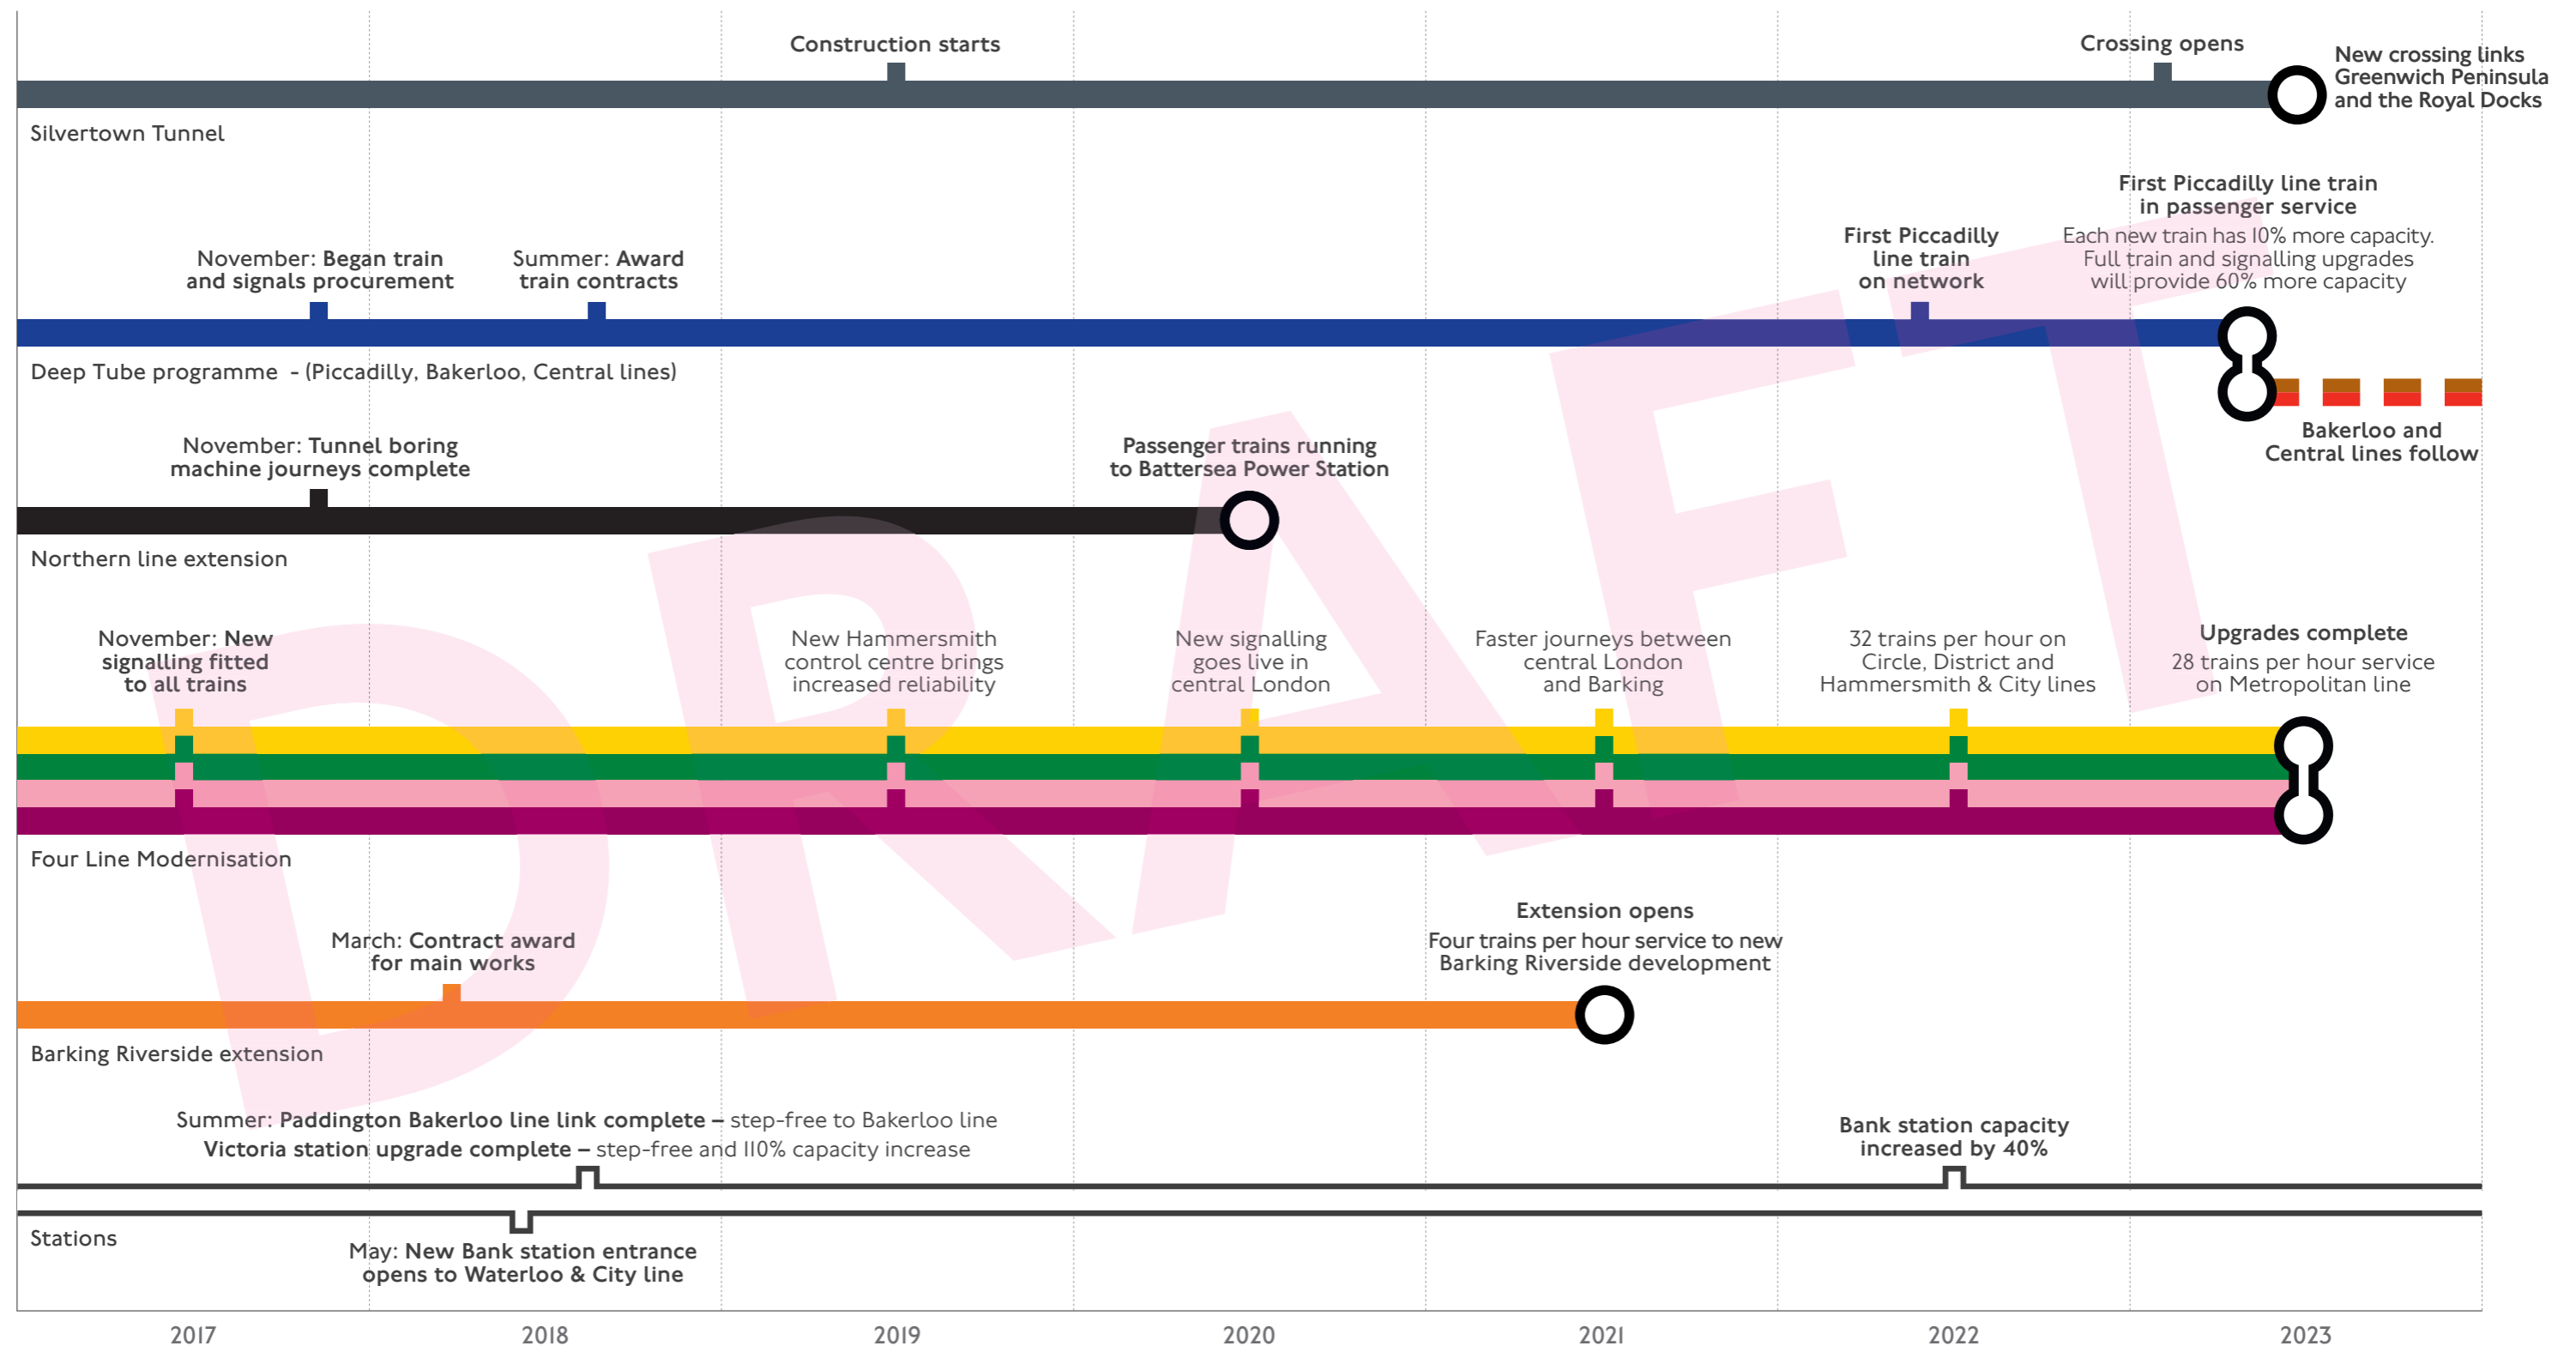 Construction starts
Crossing opens
New crossing links
Greenwich Peninsula
and the Royal Docks
Silvertown Tunnel
November: Began train
and signals procurement
Summer: Award
train contracts
First Piccadilly
line train
on network
First Piccadilly line train
in passenger service
Each new train has 10% more capacity.
Full train and signalling upgrades
will provide 60% more capacity
Deep Tube programme - (Piccadilly, Bakerloo, Central lines)
Bakerloo and
Central lines follow
November: Tunnel boring
machine journeys complete
Passenger trains running
to Battersea Power Station
Northern line extension
November: New
signalling fitted
to all trains
New Hammersmith
control centre brings
increased reliability
New signalling
goes live in
central London
Faster journeys between
central London
and Barking
32 trains per hour on
Circle, District and
Hammersmith & City lines
Upgrades complete
28 trains per hour service
on Metropolitan line
Four Line Modernisation
March: Contract award
for main works
Extension opens
Four trains per hour service to new
Barking Riverside development
Barking Riverside extension
Summer: Paddington Bakerloo line link complete – step-free to Bakerloo line
Victoria station upgrade complete – step-free and 110% capacity increase
Bank station capacity
increased by 40%
Stations
May: New Bank station entrance
opens to Waterloo & City line
2017 2018 2019 2020 2021 2022 2023
DRAFT